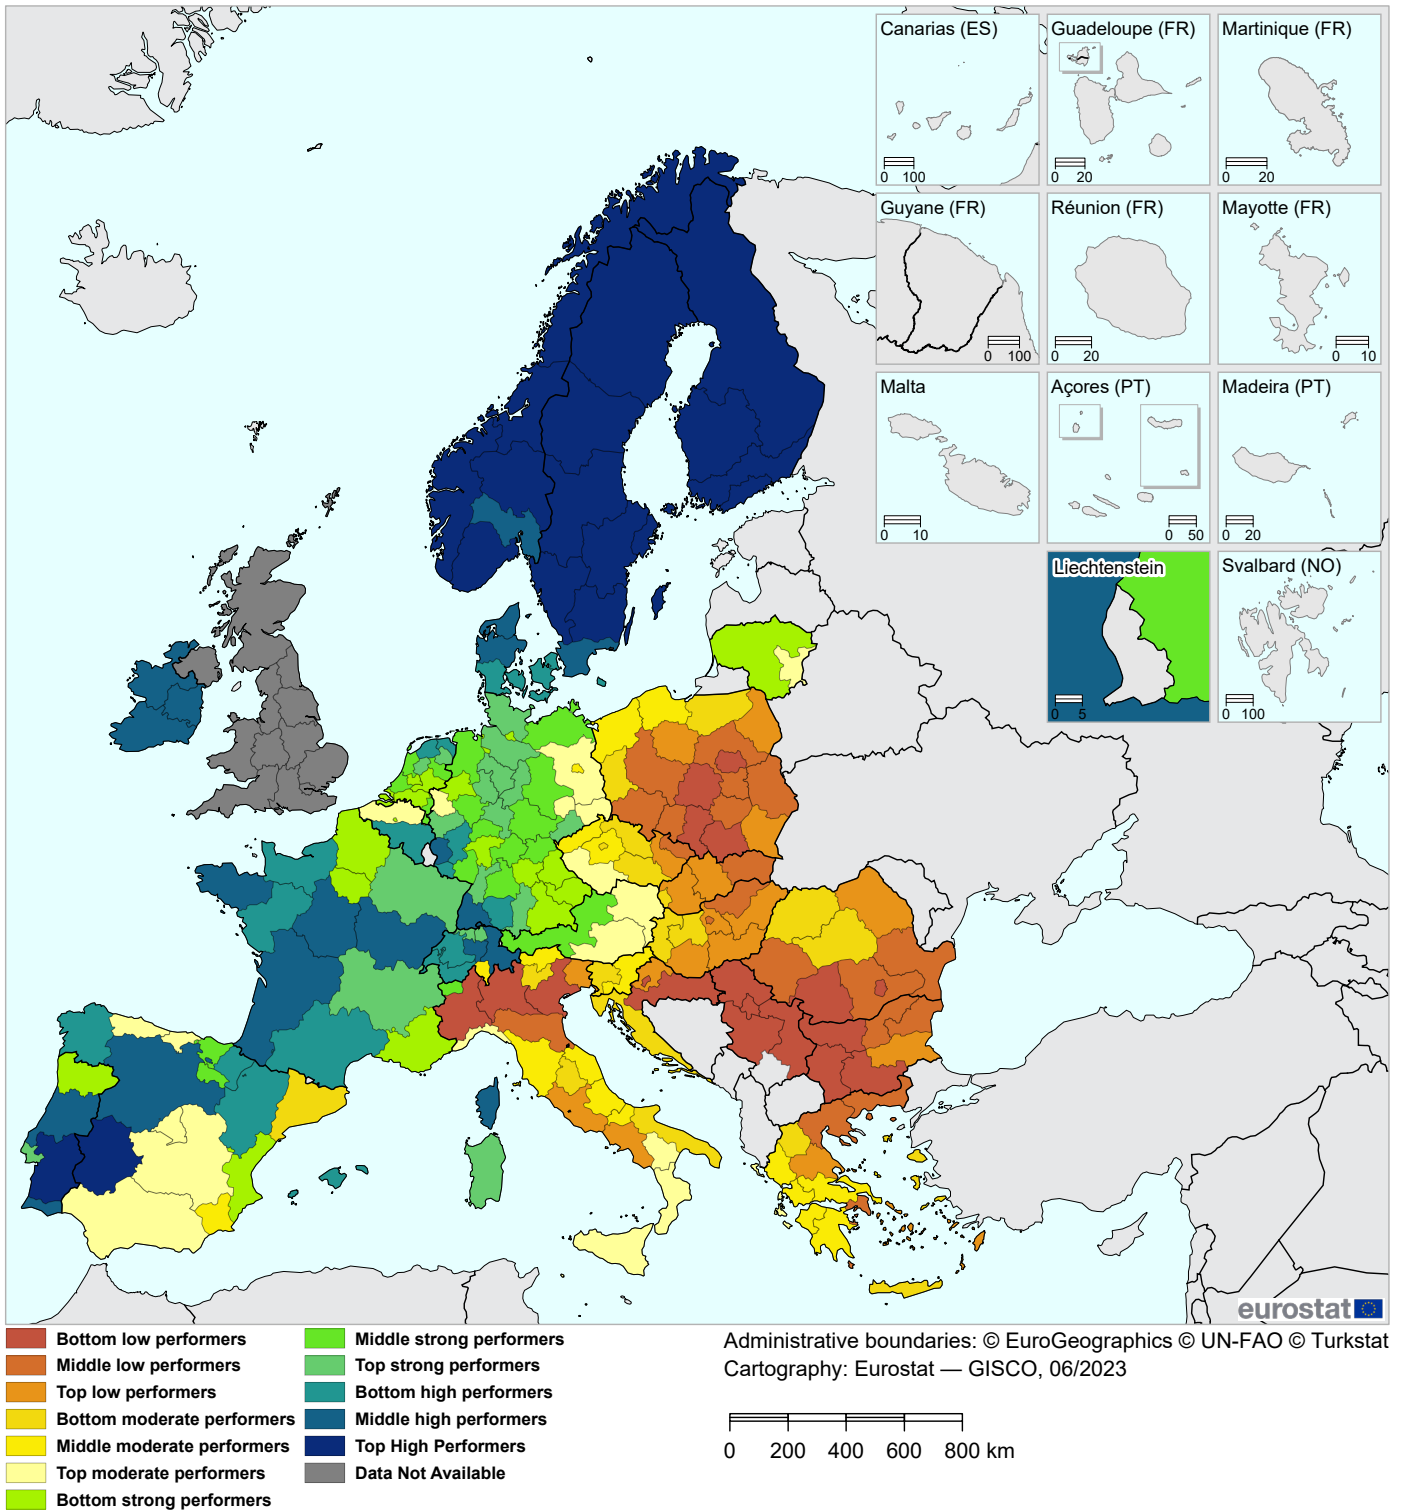 Canarias (ES)
0 100
Guadeloupe (FR)
0 20
Martinique (FR)
0 20
Guyane (FR)
0 100
Réunion (FR)
0 20
Mayotte (FR)
0 10
Malta
0 10
Açores (PT)
0 50
Madeira (PT)
0 20
Liechtenstein
0 5
Svalbard (NO)
0 100
eurostat
Bottom low performers
Middle low performers
Top low performers
Bottom moderate performers
Middle moderate performers
Top moderate performers
Bottom strong performers
Middle strong performers
Top strong performers
Bottom high performers
Middle high performers
Top High Performers
Data Not Available
Administrative boundaries: © EuroGeographics © UN-FAO © Turkstat
Cartography: Eurostat — GISCO, 06/2023
0 200 400 600 800 km